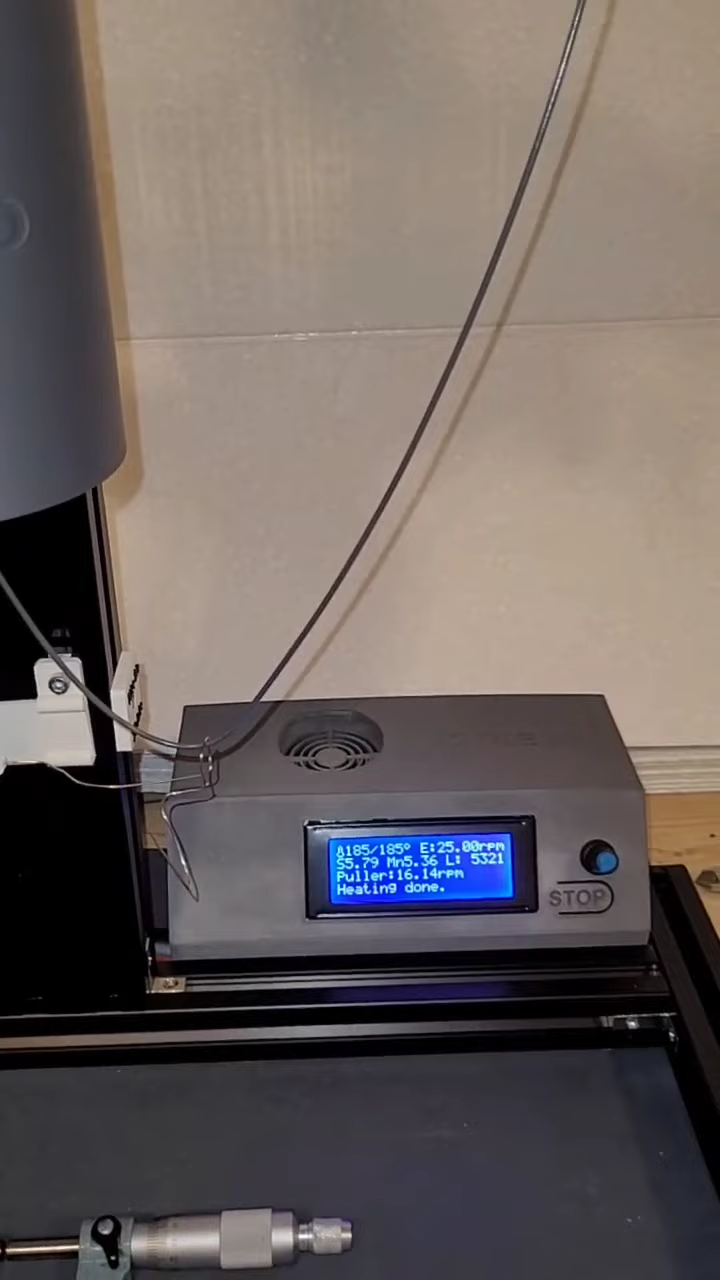 A185/185° E:25.00rpm
S5.79 Mn5.36 L: 5321
Puller:16.14rpm
Heating done.
STOP